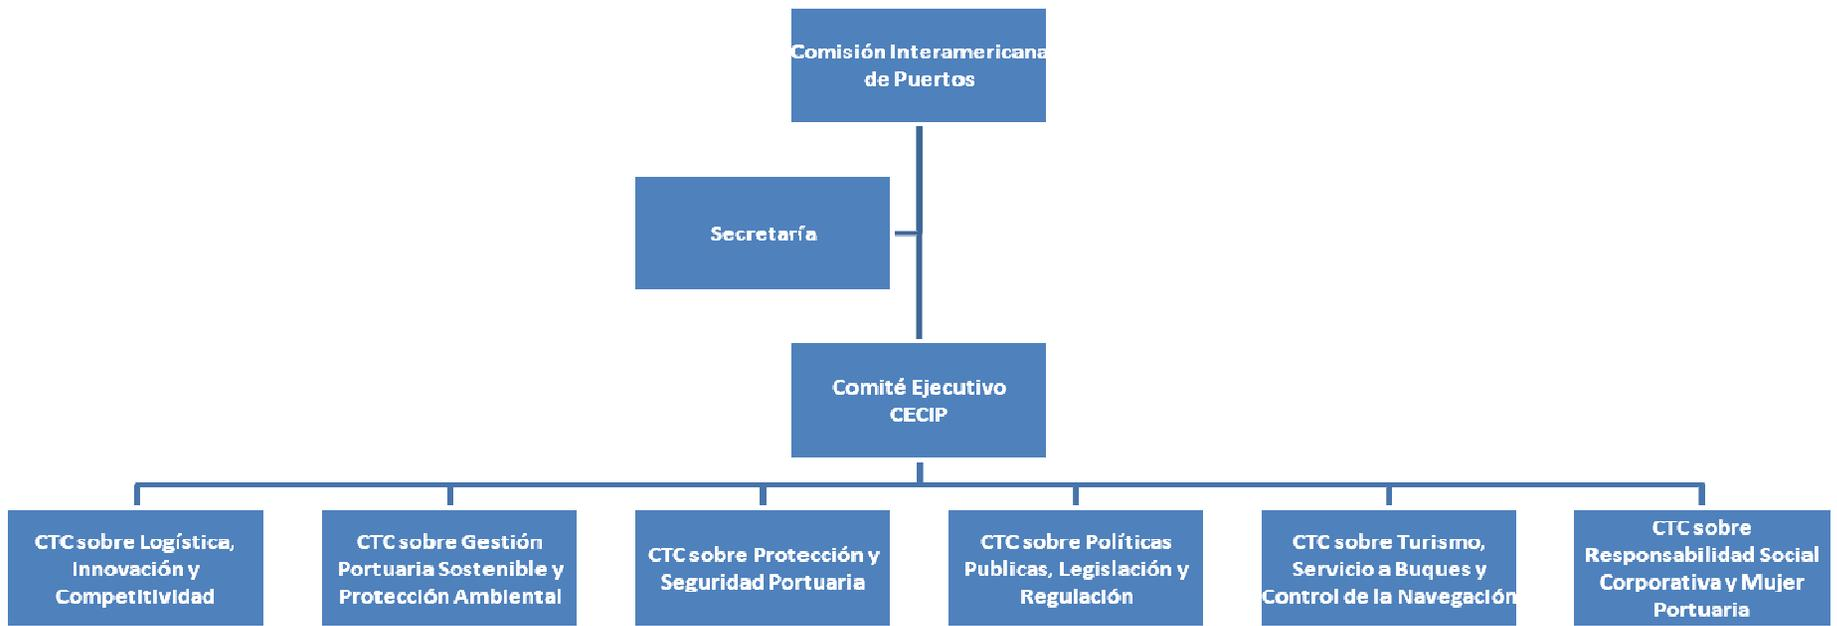 Comisión Interamericana
de Puertos
Secretaría
Comité Ejecutivo
CECIP
CTC sobre Logística,
Innovación y
Competitividad
CTC sobre Gestión
Portuaria Sostenible y
Protección Ambiental
CTC sobre Protección y
Seguridad Portuaria
CTC sobre Políticas
Publicas, Legislación y
Regulación
CTC sobre Turismo,
Servicio a Buques y
Control de la Navegación
CTC sobre
Responsabilidad Social
Corporativa y Mujer
Portuaria